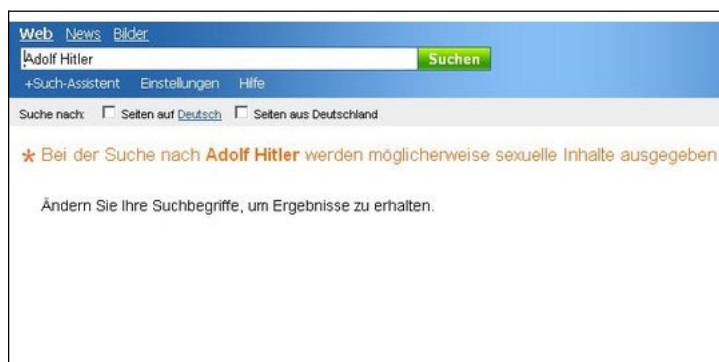 Web News Bilder
Adolf Hitler Suchen
+Such-Assistent Einstellungen Hilfe
Suche nach: Seiten auf Deutsch Seiten aus Deutschland
* Bei der Suche nach Adolf Hitler werden möglicherweise sexuelle Inhalte ausgegeben
Ändern Sie Ihre Suchbegriffe, um Ergebnisse zu erhalten.